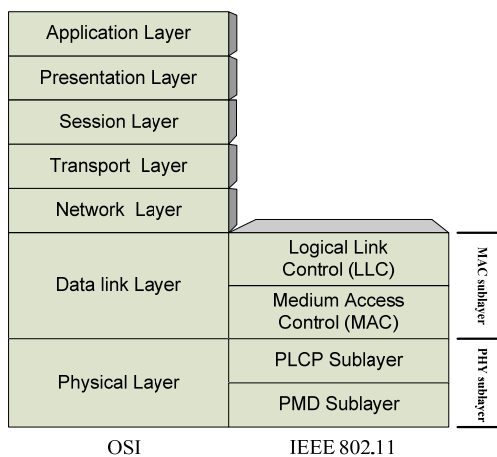 Application Layer
Presentation Layer
Session Layer
Transport Layer
Network Layer
Data link Layer
Physical Layer
Logical Link
Control (LLC)
Medium Access
Control (MAC)
PLCP Sublayer
PMD Sublayer
MAC sublayer
PHY sublayer
OSI
IEEE 802.11